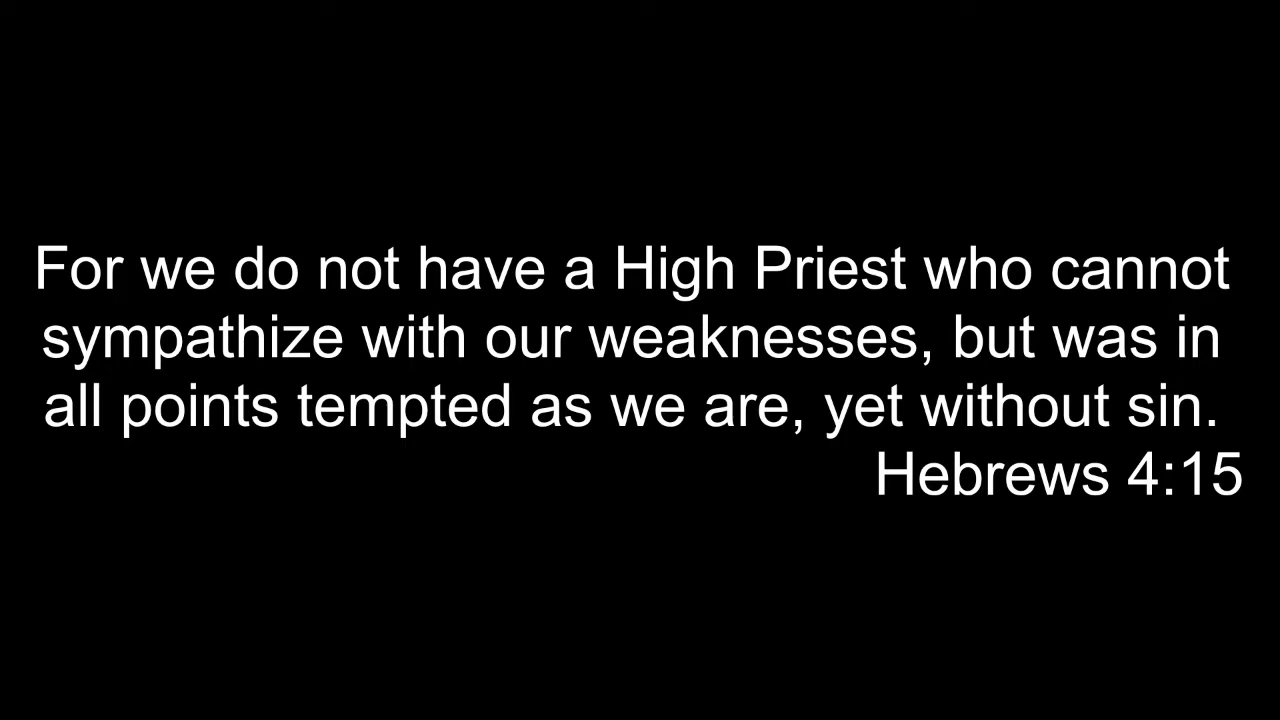 For we do not have a High Priest who cannot
sympathize with our weaknesses, but was in
all points tempted as we are, yet without sin.
Hebrews 4:15